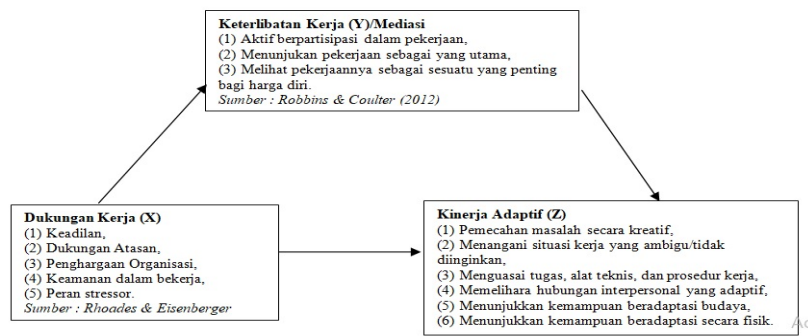 Keterlibatan Kerja (Y)/Mediasi
(1) Aktif berpartisipasi dalam pekerjaan,
(2) Menunjukan pekerjaan sebagai yang utama,
(3) Melihat pekerjaannya sebagai sesuatu yang penting
bagi harga diri.
Sumber : Robbins & Coulter (2012)
Dukungan Kerja (X)
(1) Keadilan,
(2) Dukungan Atasan,
(3) Penghargaan Organisasi,
(4) Keamanan dalam bekerja,
(5) Peran stressor.
Sumber : Rhoades & Eisenberger
Kinerja Adaptif (Z)
(1) Pemecahan masalah secara kreatif,
(2) Menangani situasi kerja yang ambigu/tidak
diinginkan,
(3) Menguasai tugas, alat teknis, dan prosedur kerja,
(4) Memelihara hubungan interpersonal yang adaptif,
(5) Menunjukkan kemampuan beradaptasi budaya,
(6) Menunjukkan kemampuan beradaptasi secara fisik.